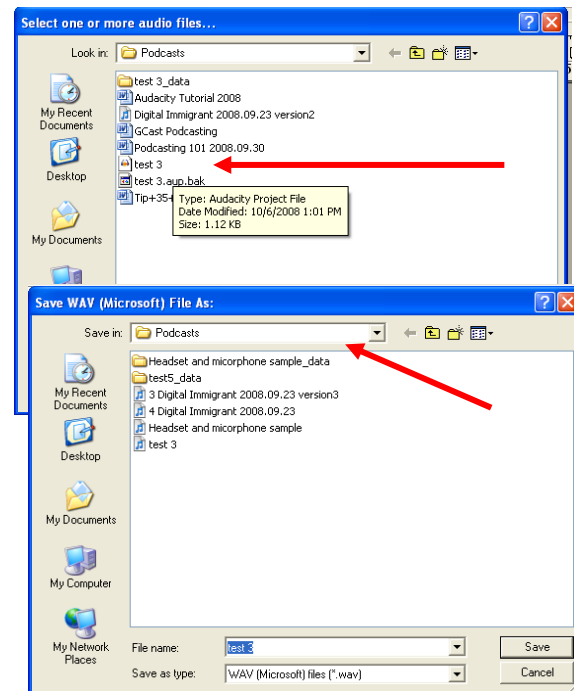 Select one or more audio files...
Look in: Podcasts
test 3_data
Audacity Tutorial 2008
Digital Immigrant 2008.09.23 version2
GCast Podcasting
Podcasting 101 2008.09.30
test 3
test 3.aup.bak
Tip+35+
Type: Audacity Project File
Date Modified: 10/6/2008 1:01 PM
Size: 1.12 KB
My Recent
Documents
Desktop
My Documents
Save WAV (Microsoft) File As:
Save in: Podcasts
Headset and micorphone sample_data
test5_data
3 Digital Immigrant 2008.09.23 version3
4 Digital Immigrant 2008.09.23
Headset and micorphone sample
test 3
My Recent
Documents
Desktop
My Documents
My Computer
My Network
Places
File name: test 3
Save
Save as type: WAV (Microsoft) files (*.wav)
Cancel